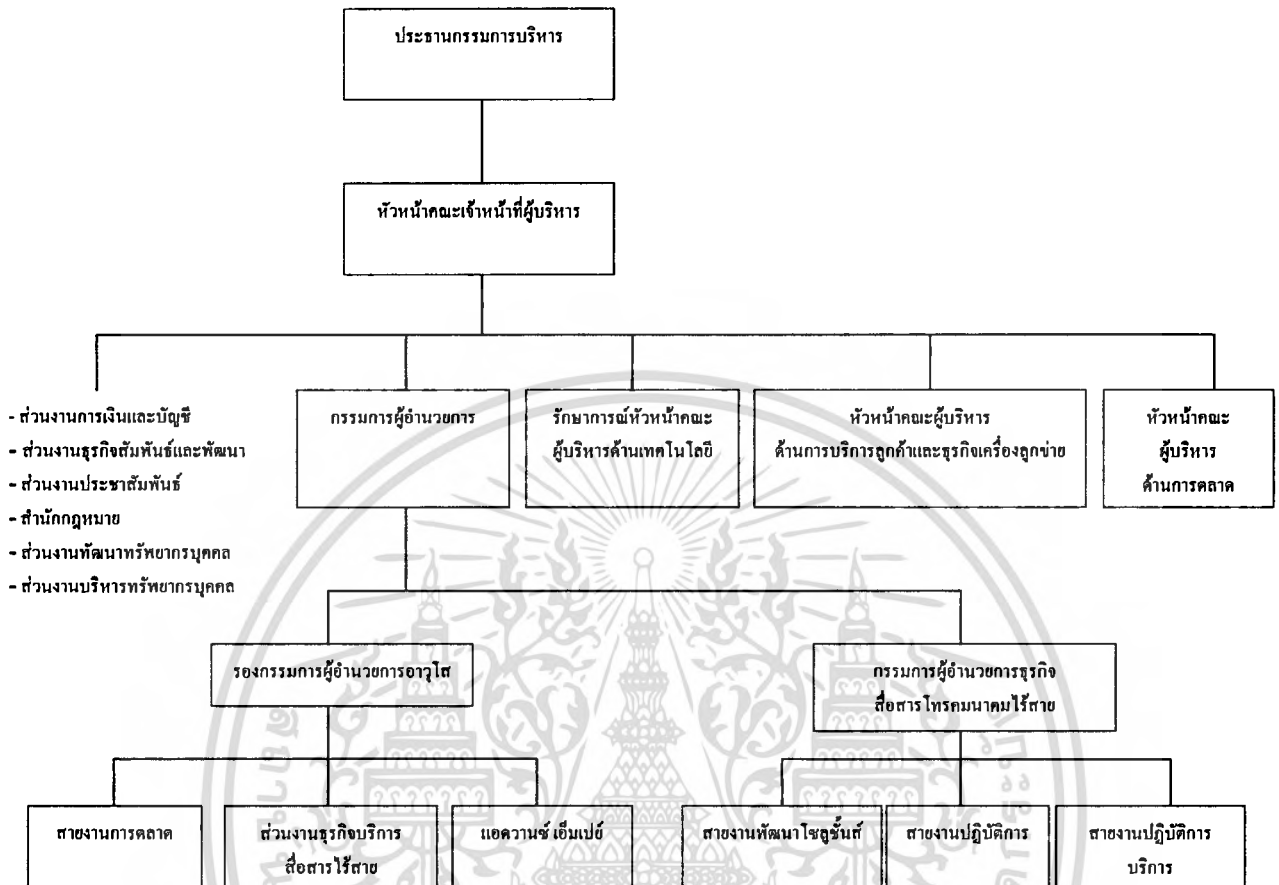 ประธานกรรมการบริหาร
หัวหน้าคณะเจ้าหน้าที่ผู้บริหาร
- ส่วนงานการเงินและบัญชี
- ส่วนงานธุรกิจสัมพันธ์และพัฒนา
- ส่วนงานประชาสัมพันธ์
- สำนักกฎหมาย
- ส่วนงานพัฒนาทรัพยากรบุคคล
- ส่วนงานบริหารทรัพยากรบุคคล
กรรมการผู้อำนวยการ
รักษาการณ์หัวหน้าคณะ
ผู้บริหารด้านเทคโนโลยี
หัวหน้าคณะผู้บริหาร
ด้านการบริการลูกค้าและธุรกิจเครื่องลูกข่าย
หัวหน้าคณะ
ผู้บริหาร
ด้านการตลาด
รองกรรมการผู้อำนวยการอาวุโส
กรรมการผู้อำนวยการธุรกิจ
สื่อสารโทรคมนาคมไร้สาย
สายงานการตลาด
ส่วนงานธุรกิจบริการ
สื่อสารไร้สาย
แอดวานซ์ เอ็มเปย์
สายงานพัฒนาโซลูชั่นส์
สายงานปฏิบัติการ
สายงานปฏิบัติการ
บริการ